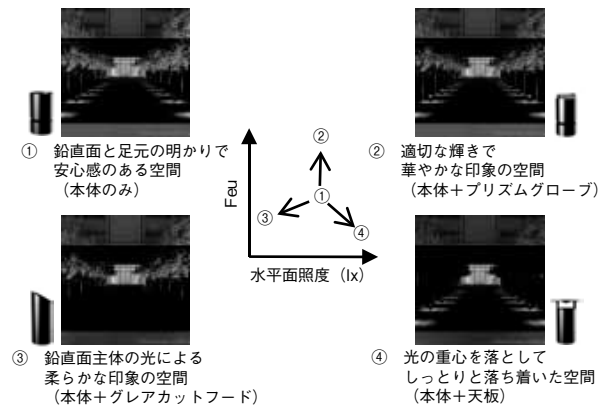 ① 鉛直面と足元の明かりで
安心感のある空間
(本体のみ)
② 適切な輝きで
華やかな印象の空間
(本体+プリズムグローブ)
Feu
②
①
③
④
水平面照度(lx)
③ 鉛直面主体の光による
柔らかな印象の空間
(本体+グレアカットフード)
④ 光の重心を落として
しっとりと落ち着いた空間
(本体+天板)